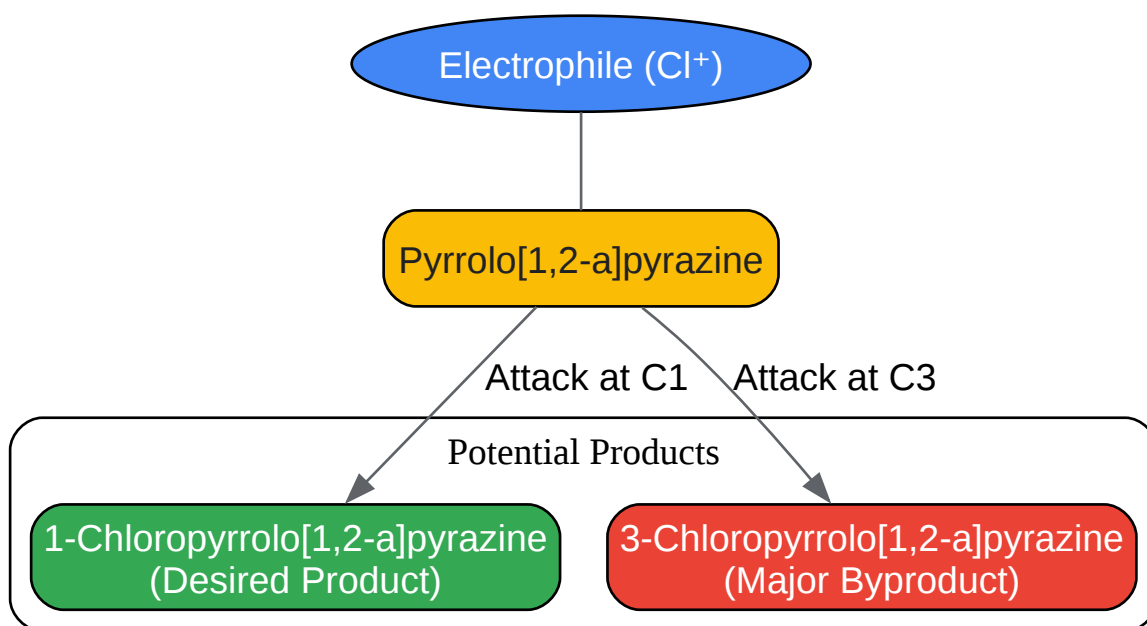 Electrophile (Cl⁺)
Pyrrolo[1,2-a]pyrazine
Attack at C1
Attack at C3
Potential Products
1-Chloropyrrolo[1,2-a]pyrazine
(Desired Product)
3-Chloropyrrolo[1,2-a]pyrazine
(Major Byproduct)